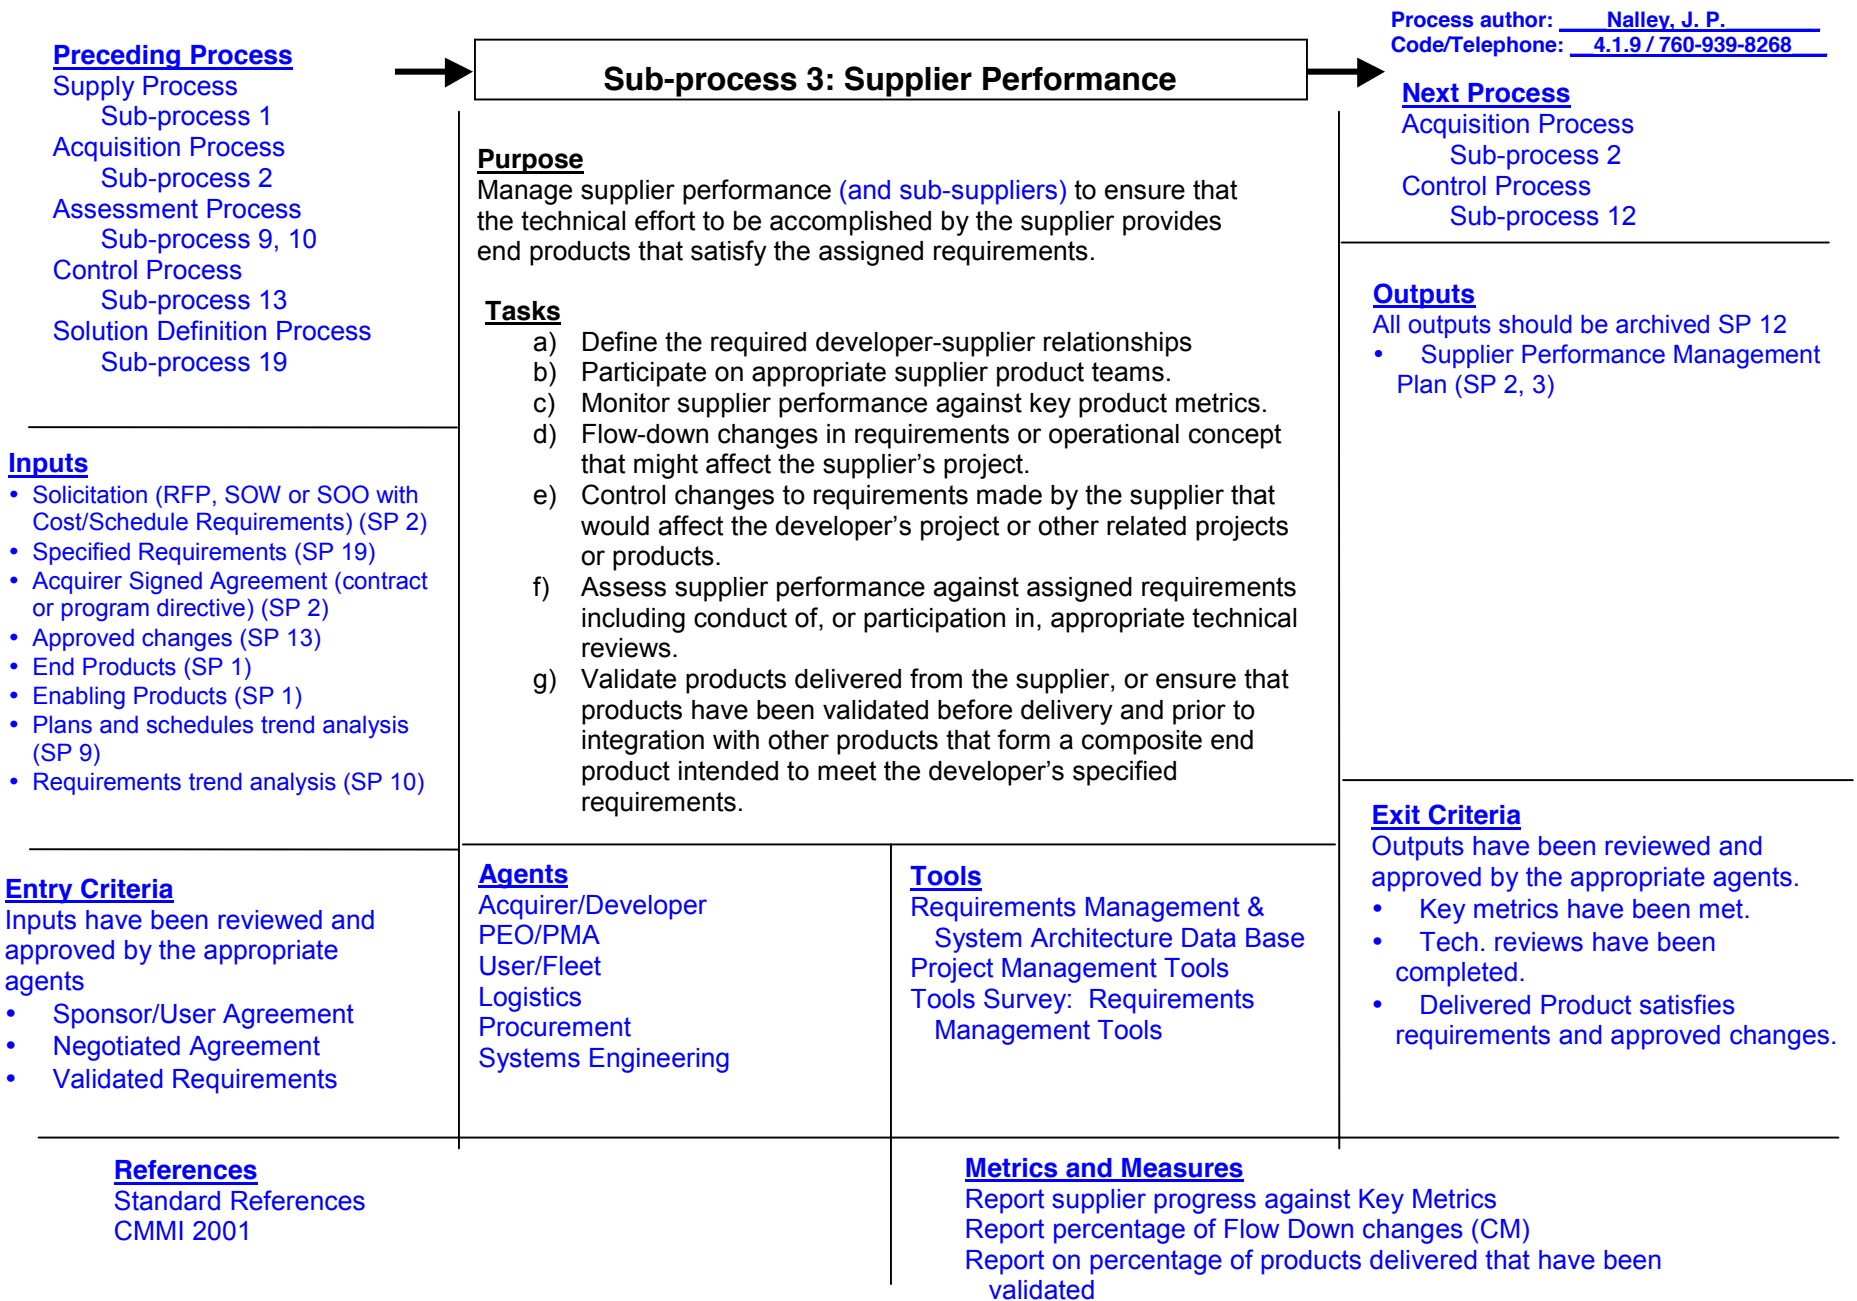 Process author: Nalley, J. P.
Code/Telephone: 4.1.9 / 760-939-8268
Preceding Process
Supply Process
Sub-process 1
Acquisition Process
Sub-process 2
Assessment Process
Sub-process 9, 10
Control Process
Sub-process 13
Solution Definition Process
Sub-process 19
Inputs
• Solicitation (RFP, SOW or SOO with
Cost/Schedule Requirements) (SP 2)
• Specified Requirements (SP 19)
• Acquirer Signed Agreement (contract
or program directive) (SP 2)
• Approved changes (SP 13)
• End Products (SP 1)
• Enabling Products (SP 1)
• Plans and schedules trend analysis
(SP 9)
• Requirements trend analysis (SP 10)
Entry Criteria
Inputs have been reviewed and
approved by the appropriate
agents
• Sponsor/User Agreement
• Negotiated Agreement
• Validated Requirements
Sub-process 3: Supplier Performance
Purpose
Manage supplier performance (and sub-suppliers) to ensure that
the technical effort to be accomplished by the supplier provides
end products that satisfy the assigned requirements.
Tasks
a) Define the required developer-supplier relationships
b) Participate on appropriate supplier product teams.
c) Monitor supplier performance against key product metrics.
d) Flow-down changes in requirements or operational concept
that might affect the supplier's project.
e) Control changes to requirements made by the supplier that
would affect the developer's project or other related projects
or products.
f) Assess supplier performance against assigned requirements
including conduct of, or participation in, appropriate technical
reviews.
g) Validate products delivered from the supplier, or ensure that
products have been validated before delivery and prior to
integration with other products that form a composite end
product intended to meet the developer's specified
requirements.
Agents
Acquirer/Developer
PEO/PMA
User/Fleet
Logistics
Procurement
Systems Engineering
Tools
Requirements Management &
System Architecture Data Base
Project Management Tools
Tools Survey: Requirements
Management Tools
Next Process
Acquisition Process
Sub-process 2
Control Process
Sub-process 12
Outputs
All outputs should be archived SP 12
• Supplier Performance Management
Plan (SP 2, 3)
Exit Criteria
Outputs have been reviewed and
approved by the appropriate agents.
• Key metrics have been met.
• Tech. reviews have been
completed.
• Delivered Product satisfies
requirements and approved changes.
References
Standard References
CMMI 2001
Metrics and Measures
Report supplier progress against Key Metrics
Report percentage of Flow Down changes (CM)
Report on percentage of products delivered that have been
validated